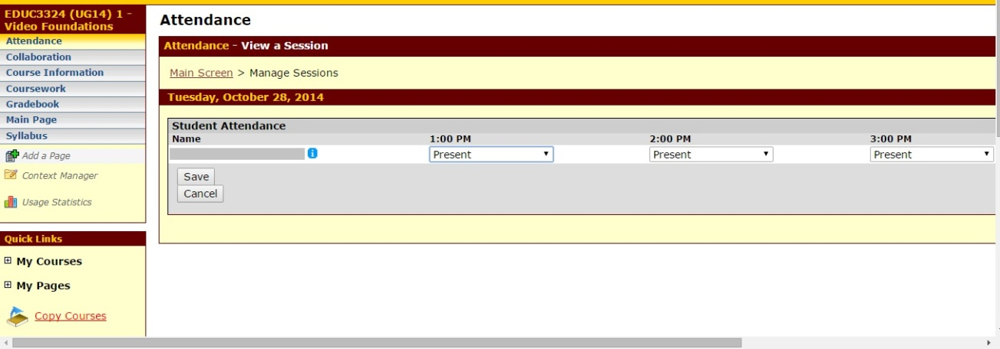 EDUC3324 (UG14) 1 -
Video Foundations
Attendance
Collaboration
Course Information
Coursework
Gradebook
Main Page
Syllabus
Add a Page
Context Manager
Usage Statistics
Quick Links
My Courses
My Pages
Copy Courses
Attendance
Attendance - View a Session
Main Screen > Manage Sessions
Tuesday, October 28, 2014
Student Attendance
Name 1:00 PM 2:00 PM 3:00 PM
Present Present Present
Save
Cancel